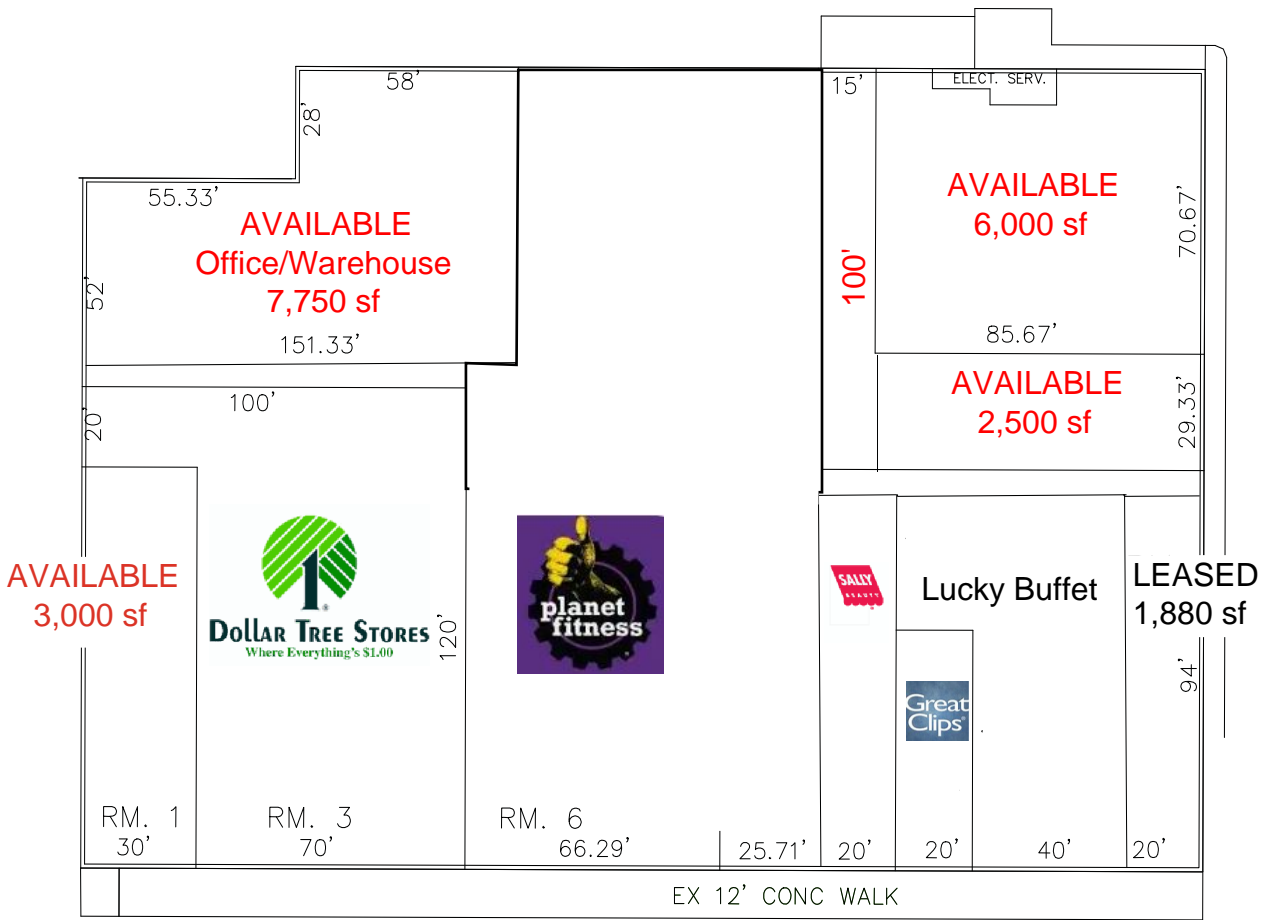 58'
15'
ELECT. SERV.
28'
55.33'
AVAILABLE
Office/Warehouse
7,750 sf
52'
151.33'
100'
AVAILABLE
6,000 sf
70.67'
85.67'
AVAILABLE
2,500 sf
29.33'
100'
20'
AVAILABLE
3,000 sf
DOLLAR TREE STORES
Where Everything's $1.00
120'
planet
fitness
SALLY
BEAUTY
Lucky Buffet
LEASED
1,880 sf
94'
Great
Clips
RM. 1
30'
RM. 3
70'
RM. 6
66.29'
25.71'
20'
20'
40'
20'
EX 12' CONC WALK